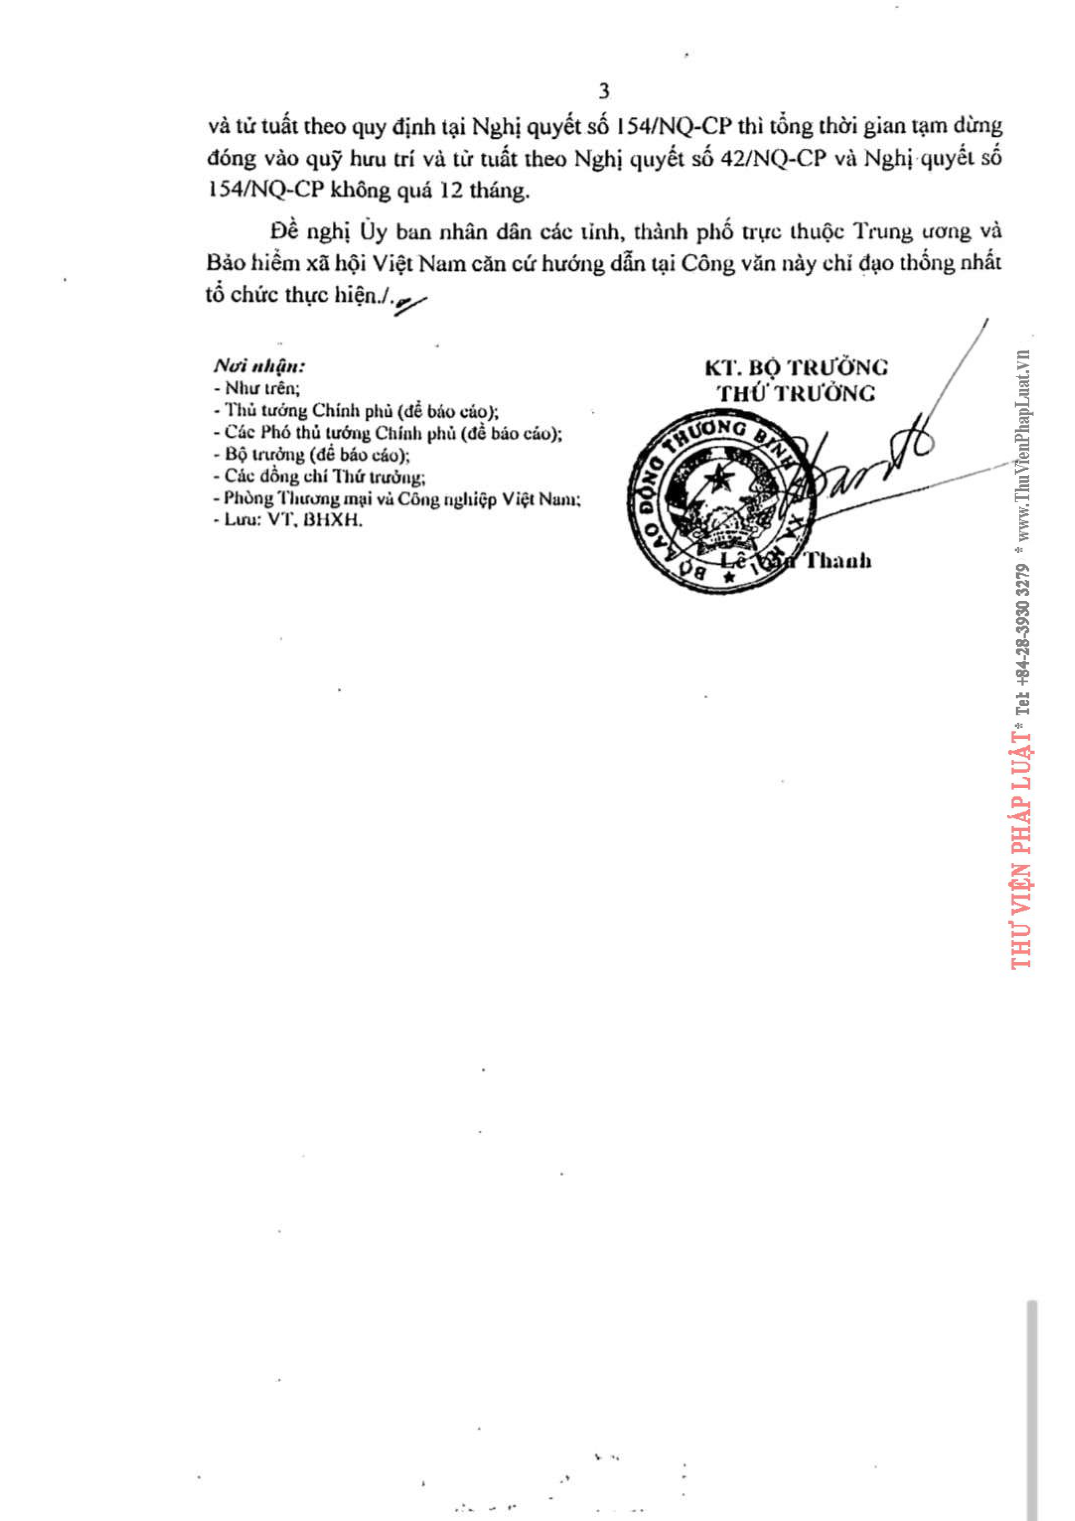 3
và tử tuất theo quy định tại Nghị quyết số 154/NQ-CP thì tổng thời gian tạm dừng
đóng vào quỹ hưu trí và tử tuất theo Nghị quyết số 42/NQ-CP và Nghị quyết số
154/NQ-CP không quá 12 tháng.
Đề nghị Ủy ban nhân dân các tỉnh, thành phố trực thuộc Trung ương và
Bảo hiểm xã hội Việt Nam căn cứ hướng dẫn tại Công văn này chỉ đạo thống nhất
tổ chức thực hiện./.
Nơi nhận:
- Như trên;
- Thủ tướng Chính phủ (để báo cáo);
- Các Phó thủ tướng Chính phủ (để báo cáo);
- Bộ trưởng (để báo cáo);
- Các đồng chí Thứ trưởng;
- Phòng Thương mại và Công nghiệp Việt Nam;
- Lưu: VT, BHXH.
KT. BỘ TRƯỞNG
THỨ TRƯỞNG
BỘ LAO ĐỘNG THƯƠNG BINH VÀ XÃ HỘI
Lê Văn Thanh
THƯ VIỆN PHÁP LUẬT * Tel: +84-28-3930 3279 * www.ThuVienPhapLuat.vn